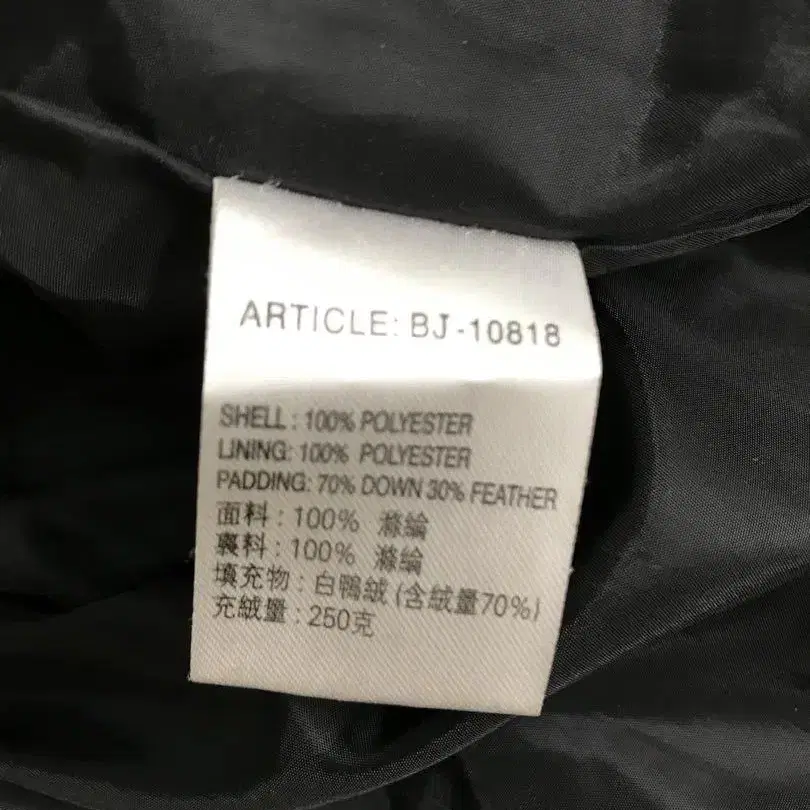 ARTICLE: BJ-10818
SHELL : 100% POLYESTER
LINING: 100% POLYESTER
PADDING: 70% DOWN 30% FEATHER
面料 : 100% 滌綸
裏料 : 100% 滌綸
填充物 : 白鴨絨 (含絨量70%)
充絨量 : 250克